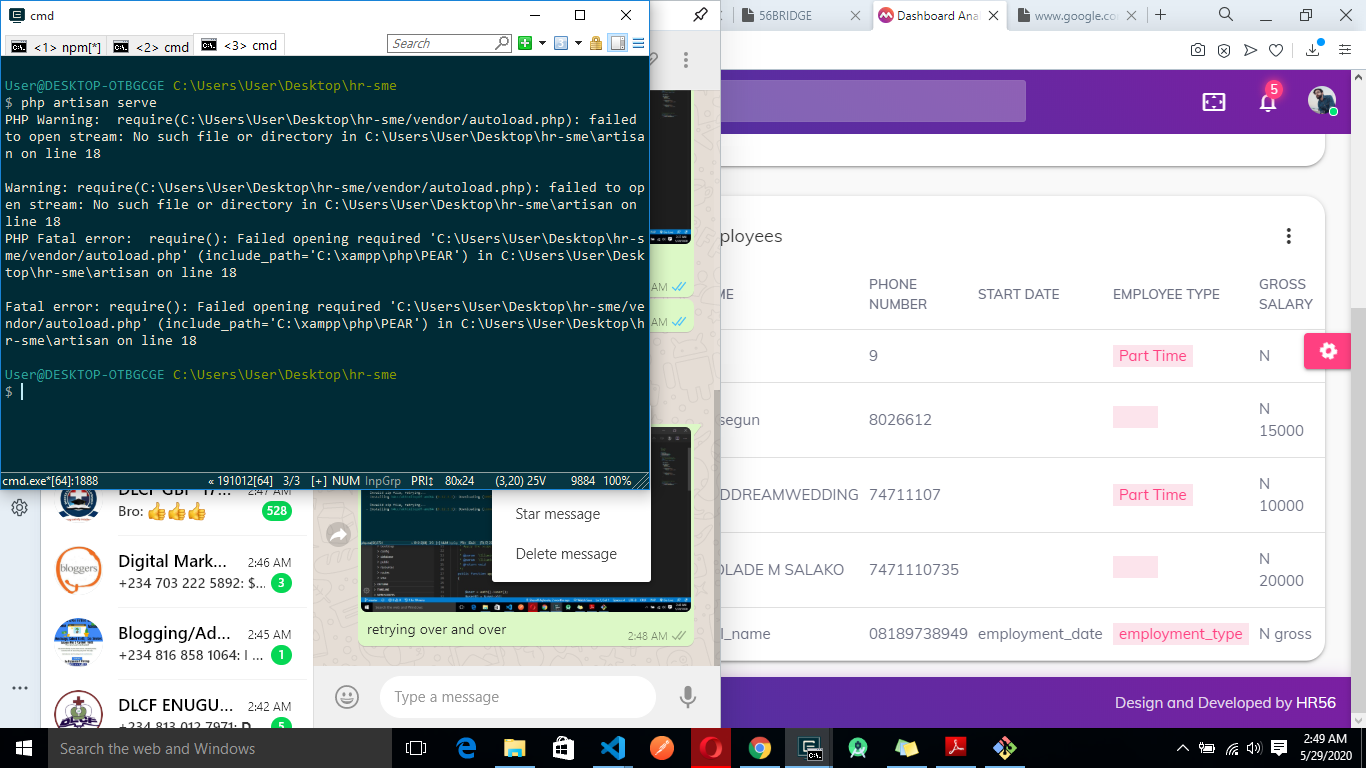 cmd
<1> npm[*]
<2> cmd
<3> cmd
Search
User@DESKTOP-OTBGCGE C:\Users\User\Desktop\hr-sme
$ php artisan serve
PHP Warning:  require(C:\Users\User\Desktop\hr-sme/vendor/autoload.php): failed
to open stream: No such file or directory in C:\Users\User\Desktop\hr-sme\artisa
n on line 18
Warning: require(C:\Users\User\Desktop\hr-sme/vendor/autoload.php): failed to op
en stream: No such file or directory in C:\Users\User\Desktop\hr-sme\artisan on
line 18
PHP Fatal error:  require(): Failed opening required 'C:\Users\User\Desktop\hr-s
me/vendor/autoload.php' (include_path='C:\xampp\php\PEAR') in C:\Users\User\Desk
top\hr-sme\artisan on line 18
Fatal error: require(): Failed opening required 'C:\Users\User\Desktop\hr-sme/ve
ndor/autoload.php' (include_path='C:\xampp\php\PEAR') in C:\Users\User\Desktop\h
r-sme\artisan on line 18
User@DESKTOP-OTBGCGE C:\Users\User\Desktop\hr-sme
$
cmd.exe*[64]:1888
« 191012[64] 3/3 [+] NUM InpGrp PRI↕ 80x24 (3,20) 25V 9884 100%
56BRIDGE
Dashboard Ana
www.google.co
5
ployees
ME
PHONE
NUMBER
START DATE
EMPLOYEE TYPE
GROSS
SALARY
9
Part Time
N
segun
8026612
N
15000
DDREAMWEDDING
74711107
Part Time
N
10000
OLADE M SALAKO
7471110735
N
20000
l_name
08189738949
employment_date
employment_type
N gross
Design and Developed by HR56
AM
AM
Star message
Delete message
retrying over and over
2:48 AM
Type a message
DLCF GBF
2:47 AM
Bro: 👍👍👍
528
bloggers
Digital Mark...
2:46 AM
+234 703 222 5892: $...
3
Blogging/Ad...
2:45 AM
+234 816 858 1064: I ...
1
DLCF ENUGU...
2:42 AM
+234 813 012 7971: D
5
Search the web and Windows
2:49 AM
5/29/2020